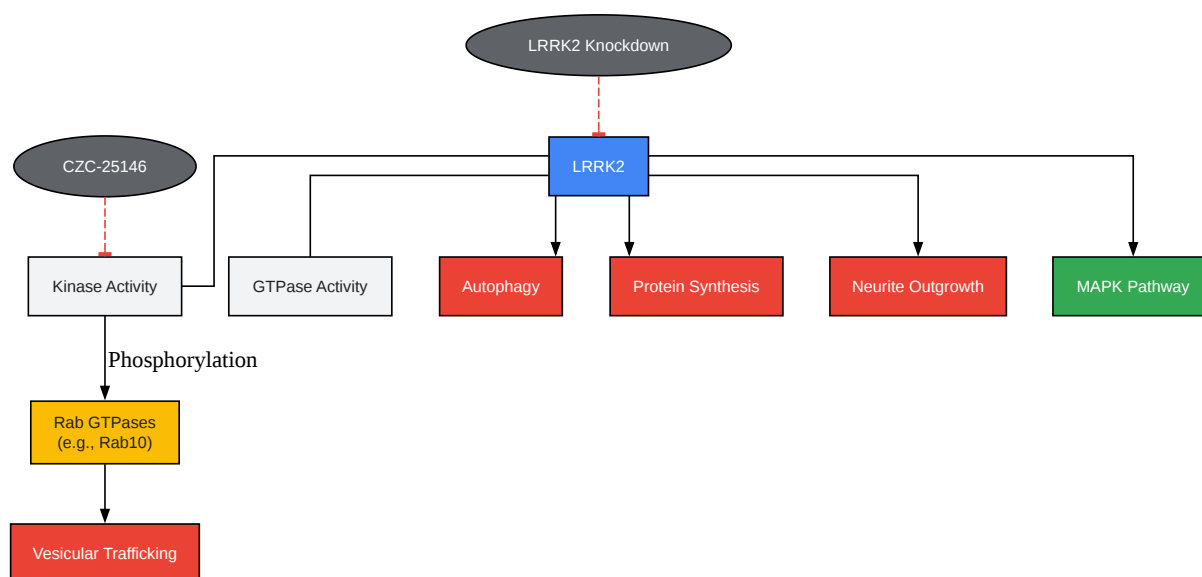 LRRK2 Knockdown
CZC-25146
LRRK2
Kinase Activity
GTPase Activity
Autophagy
Protein Synthesis
Neurite Outgrowth
MAPK Pathway
Phosphorylation
Rab GTPases
(e.g., Rab10)
Vesicular Trafficking